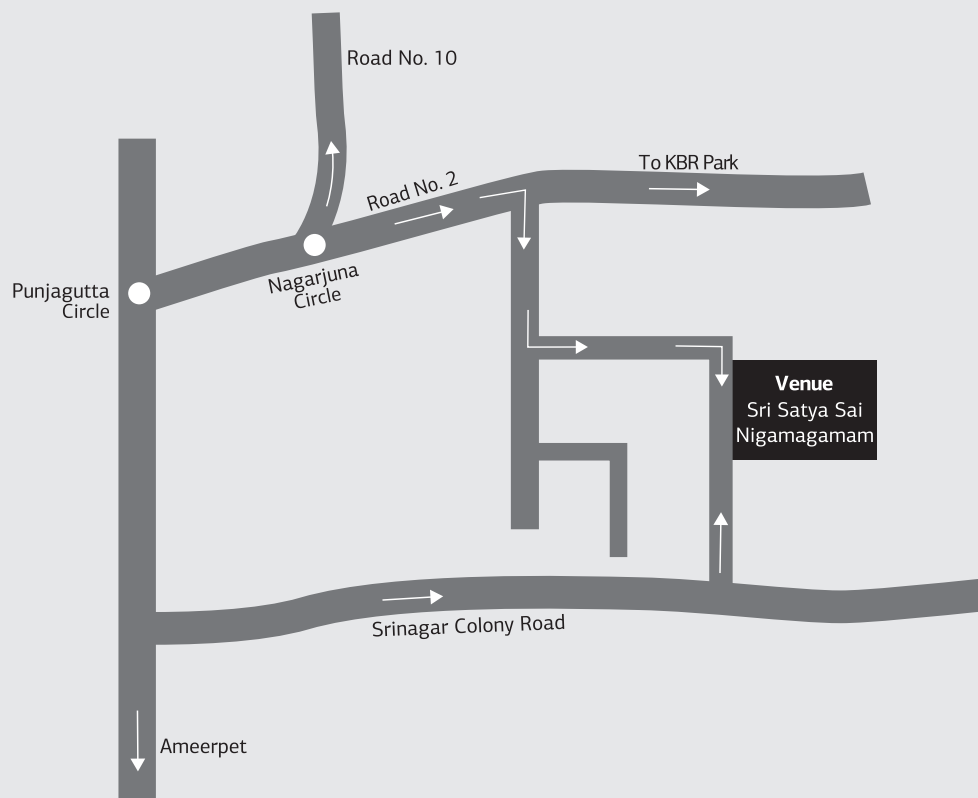 Road No. 10
To KBR Park
Road No. 2
Nagarjuna
Circle
Punjagutta
Circle
Venue
Sri Satya Sai
Nigamagamam
Srinagar Colony Road
Ameerpet